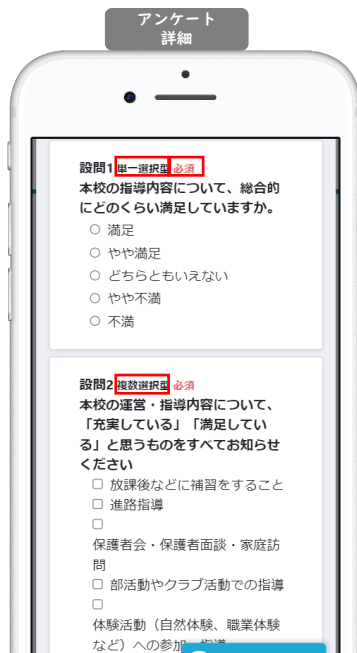 アンケート
詳細
設問1 単一選択型 必須
本校の指導内容について、総合的
にどのくらい満足していますか。
満足
やや満足
どちらともいえない
やや不満
不満
設問2 複数選択型 必須
本校の運営・指導内容について、
「充実している」「満足してい
る」と思うものをすべてお知らせ
ください
放課後などに補習をすること
進路指導
保護者会・保護者面談・家庭訪
問
部活動やクラブ活動での指導
体験活動（自然体験、職業体験
など）への参加